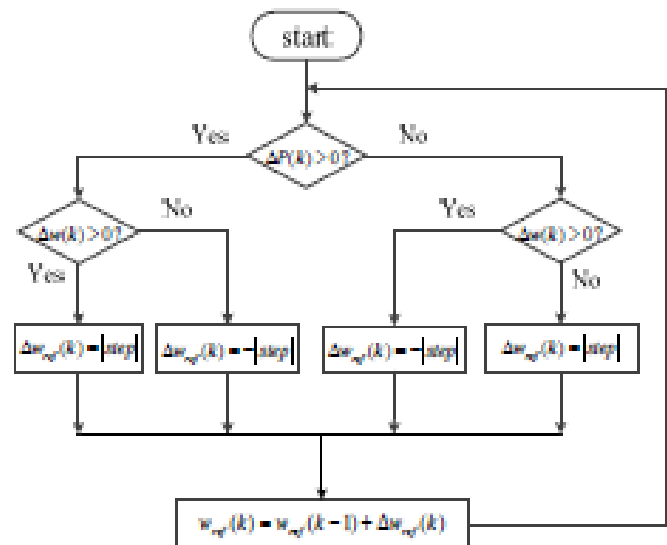 start
Yes
No
ΔP(k) > 0?
Δw(k) > 0?
No
Yes
Yes
Δw(k) > 0?
No
Δw_ref(k) = |step|
Δw_ref(k) = -|step|
Δw_ref(k) = -|step|
Δw_ref(k) = |step|
w_ref(k) = w_ref(k-1) + Δw_ref(k)